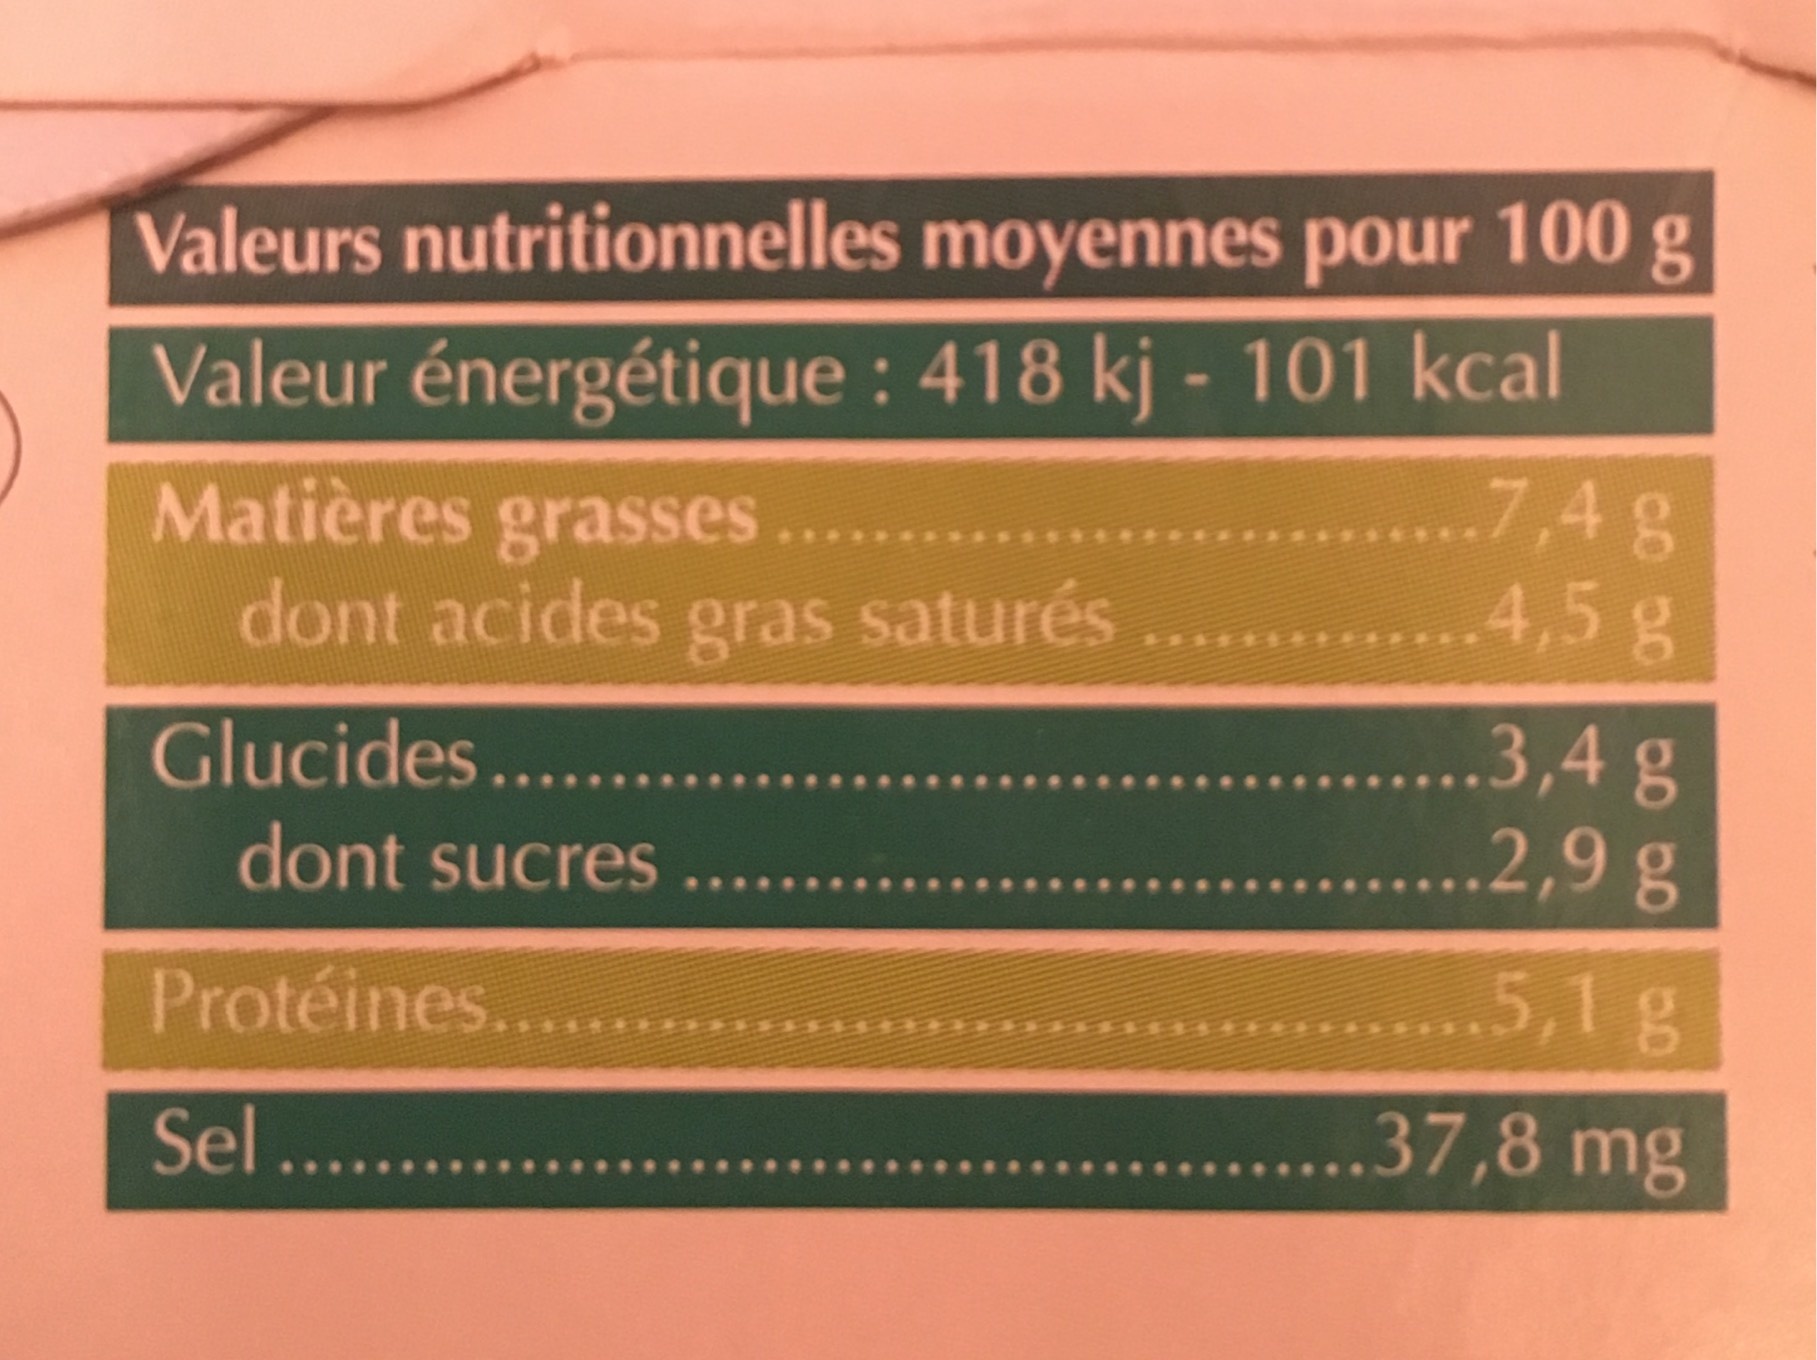 Valeurs nutritionnelles moyennes pour 100 g
Valeur énergétique : 418 kj - 101 kcal
Matières grasses ................................7,4 g
dont acides gras saturés ...............4,5 g
Glucides.............................................3,4 g
dont sucres ....................................2,9 g
Protéines.............................................5,1 g
Sel .................................................37,8 mg